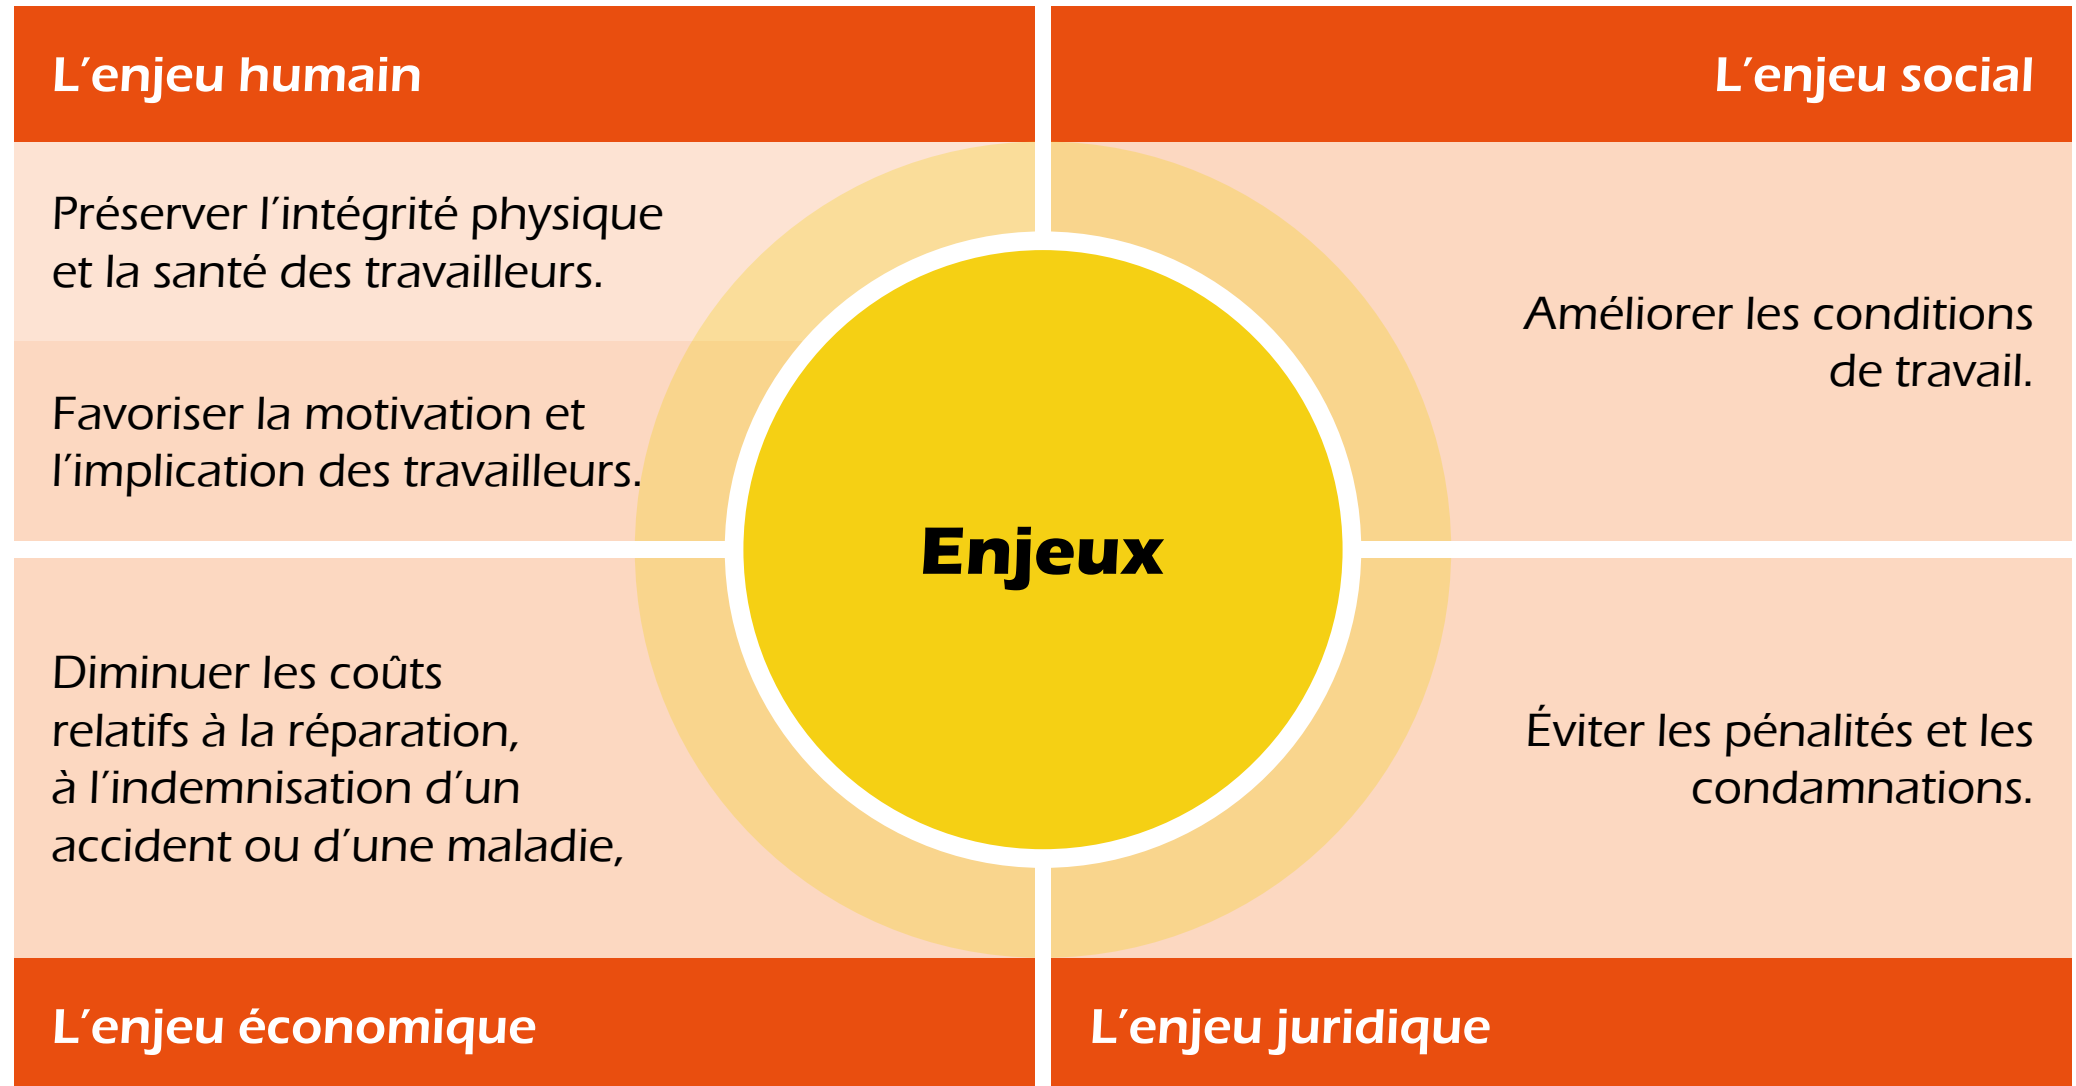 L’enjeu humain
L’enjeu social
Préserver l’intégrité physique
et la santé des travailleurs.
Favoriser la motivation et
l’implication des travailleurs.
Améliorer les conditions
de travail.
Enjeux
Diminuer les coûts
relatifs à la réparation,
à l’indemnisation d’un
accident ou d’une maladie,
Éviter les pénalités et les
condamnations.
L’enjeu économique
L’enjeu juridique